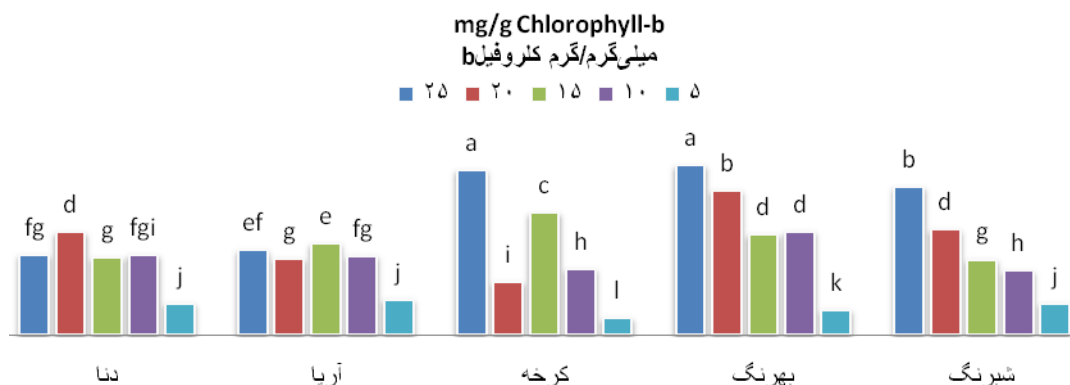 mg/g Chlorophyll-b
میلی‌گرم/گرم کلروفیلb
۲۵ ۲۰ ۱۵ ۱۰ ۵
fg d g fgi j
ef g e fg j
a i c h l
a b d d k
b d g h j
دنا آریا کرخه بهرنگ شبرنگ